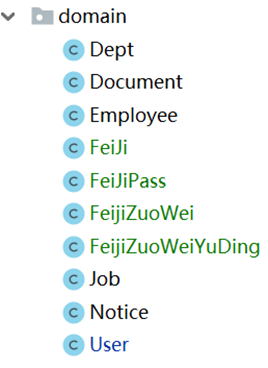 domain
C Dept
C Document
C Employee
C FeiJi
C FeiJiPass
C FeijiZuoWei
C FeijiZuoWeiYuDing
C Job
C Notice
C User